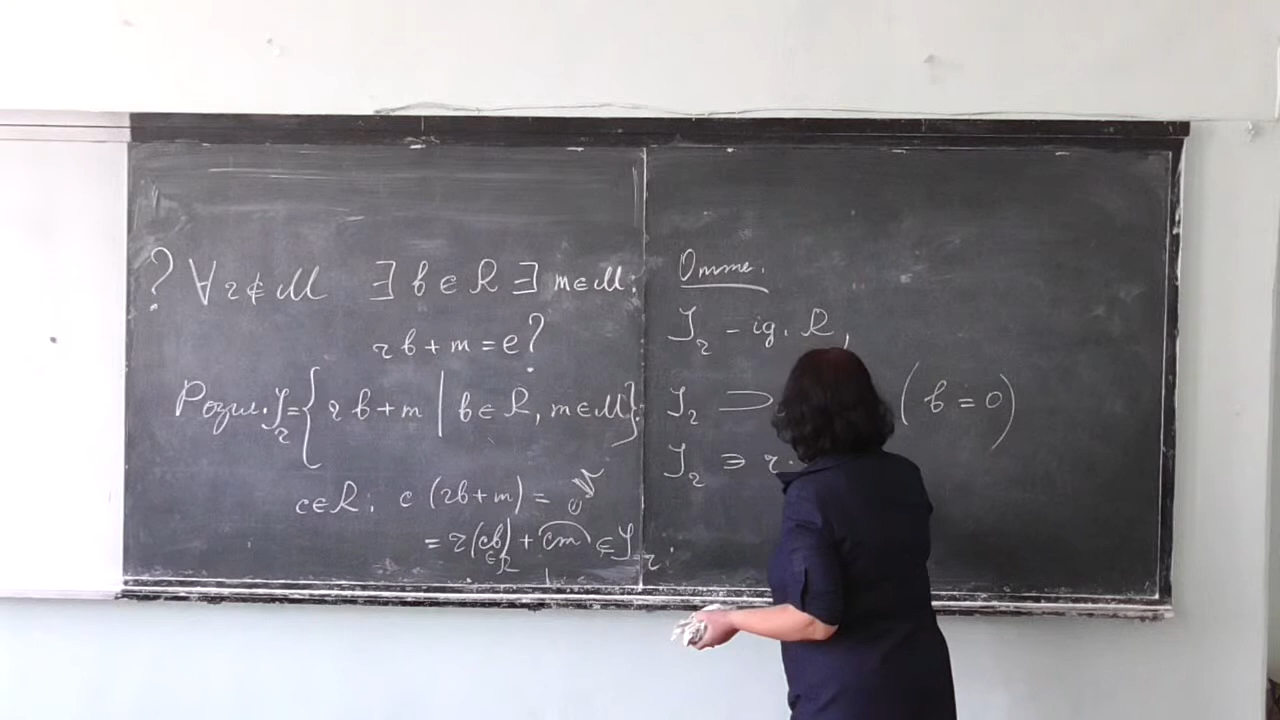 ? ∀ r ∉ M ∃ b ∈ R ∃ m ∈ M:
rb + m = e?
Розгл. J_r = { rb + m | b ∈ R, m ∈ M }.
c ∈ R: c (rb + m) =
= r(cb) + cm ∈ J_r.
∈ R
∈ M
Отже.
J_r – ід. R,
J_r ⊃ (b = 0)
J_r ∋ r.